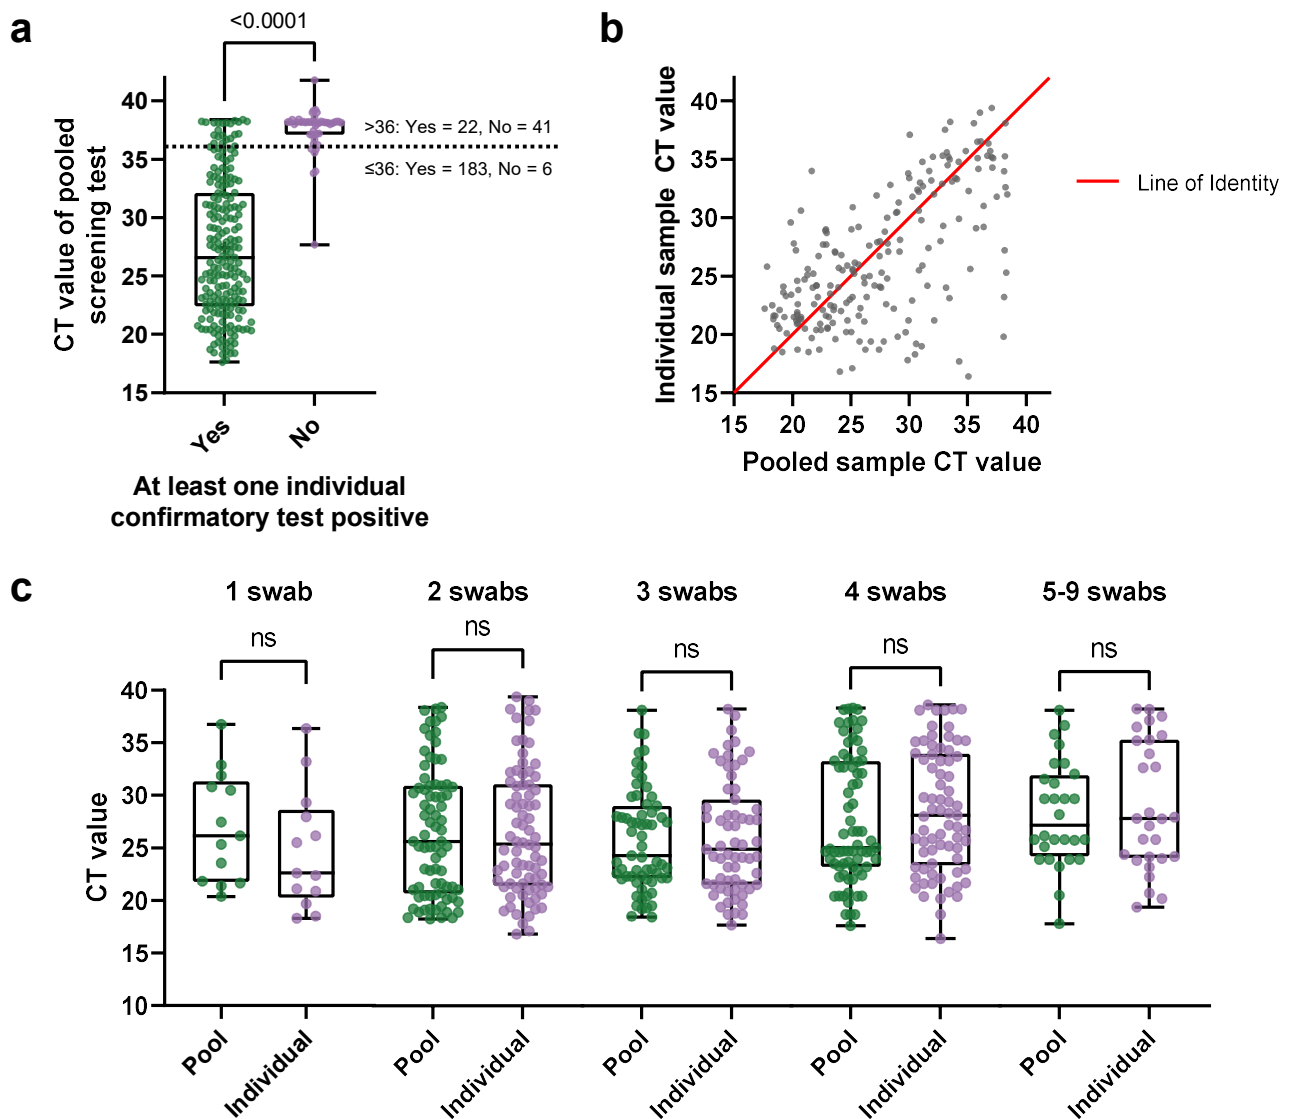 a
<0.0001
CT value of pooled
screening test
40
35
30
25
20
15
>36: Yes = 22, No = 41
≤36: Yes = 183, No = 6
Yes
No
At least one individual
confirmatory test positive
b
Individual sample CT value
40
35
30
25
20
15
15
20
25
30
35
40
Pooled sample CT value
Line of Identity
c
1 swab
2 swabs
3 swabs
4 swabs
5-9 swabs
ns
ns
ns
ns
ns
CT value
40
35
30
25
20
15
10
Pool
Individual
Pool
Individual
Pool
Individual
Pool
Individual
Pool
Individual